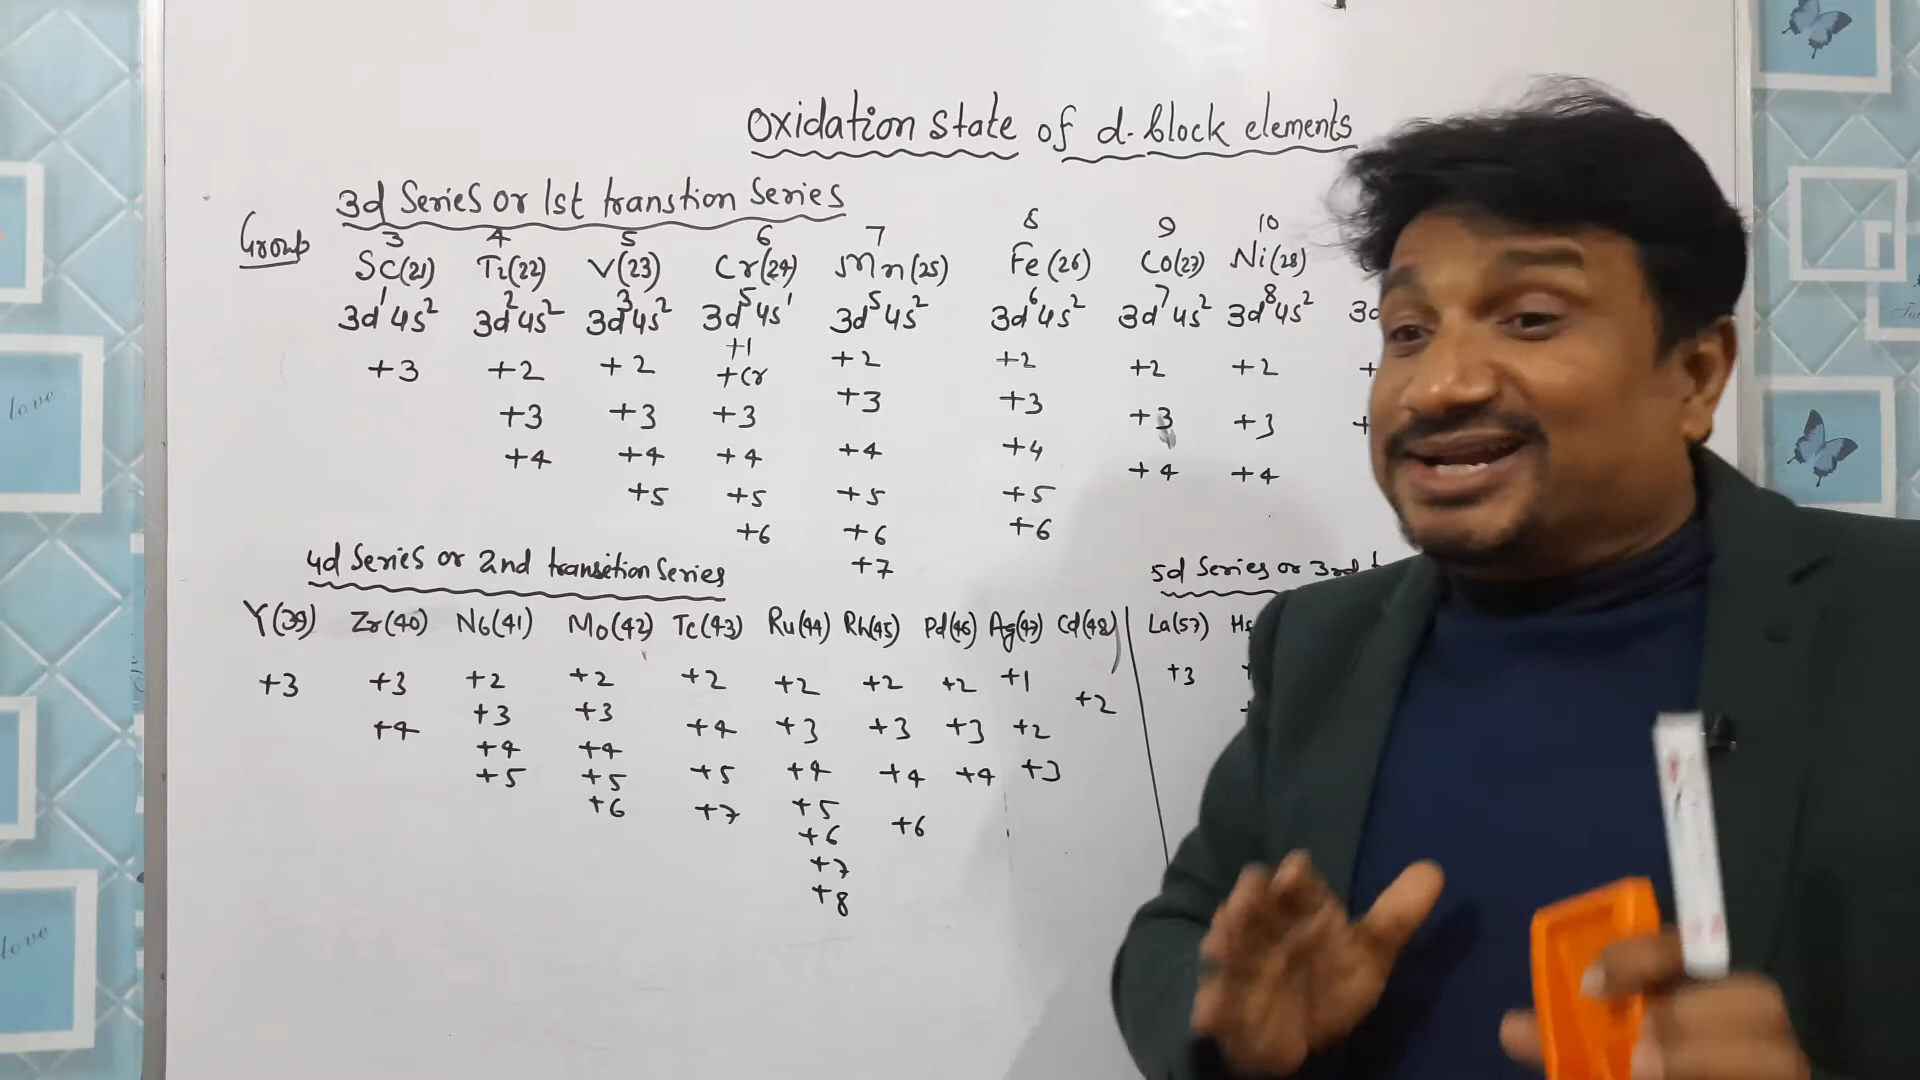 Oxidation state of d-block elements
3d Series or 1st transtion series
Group 3 4 5 6 7 8 9 10
Sc(21) Ti(22) V(23) Cr(24) Mn(25) Fe(26) Co(27) Ni(28)
3d¹4s² 3d²4s² 3d³4s² 3d⁵4s¹ 3d⁵4s² 3d⁶4s² 3d⁷4s² 3d⁸4s² 3d
+1
+3 +2 +2 +2 +2 +2 +2
+3 +3 +3 +3 +3 +3 +3
+4 +4 +4 +4 +4 +4 +4
+5 +5 +5 +5
+6 +6 +6
+7
4d Series or 2nd transetion Series
Y(39) Zr(40) Nb(41) Mo(42) Tc(43) Ru(44) Rh(45) Pd(46) Ag(47) Cd(48)
+3 +3 +2 +2 +2 +2 +2 +2 +1 +2
+4 +3 +3 +4 +3 +3 +3 +2
+4 +4 +5 +4 +4 +4 +3
+5 +5 +7 +5 +6
+6 +6
+7
+8
5d Series or 3rd
La(57)
+3
love
love